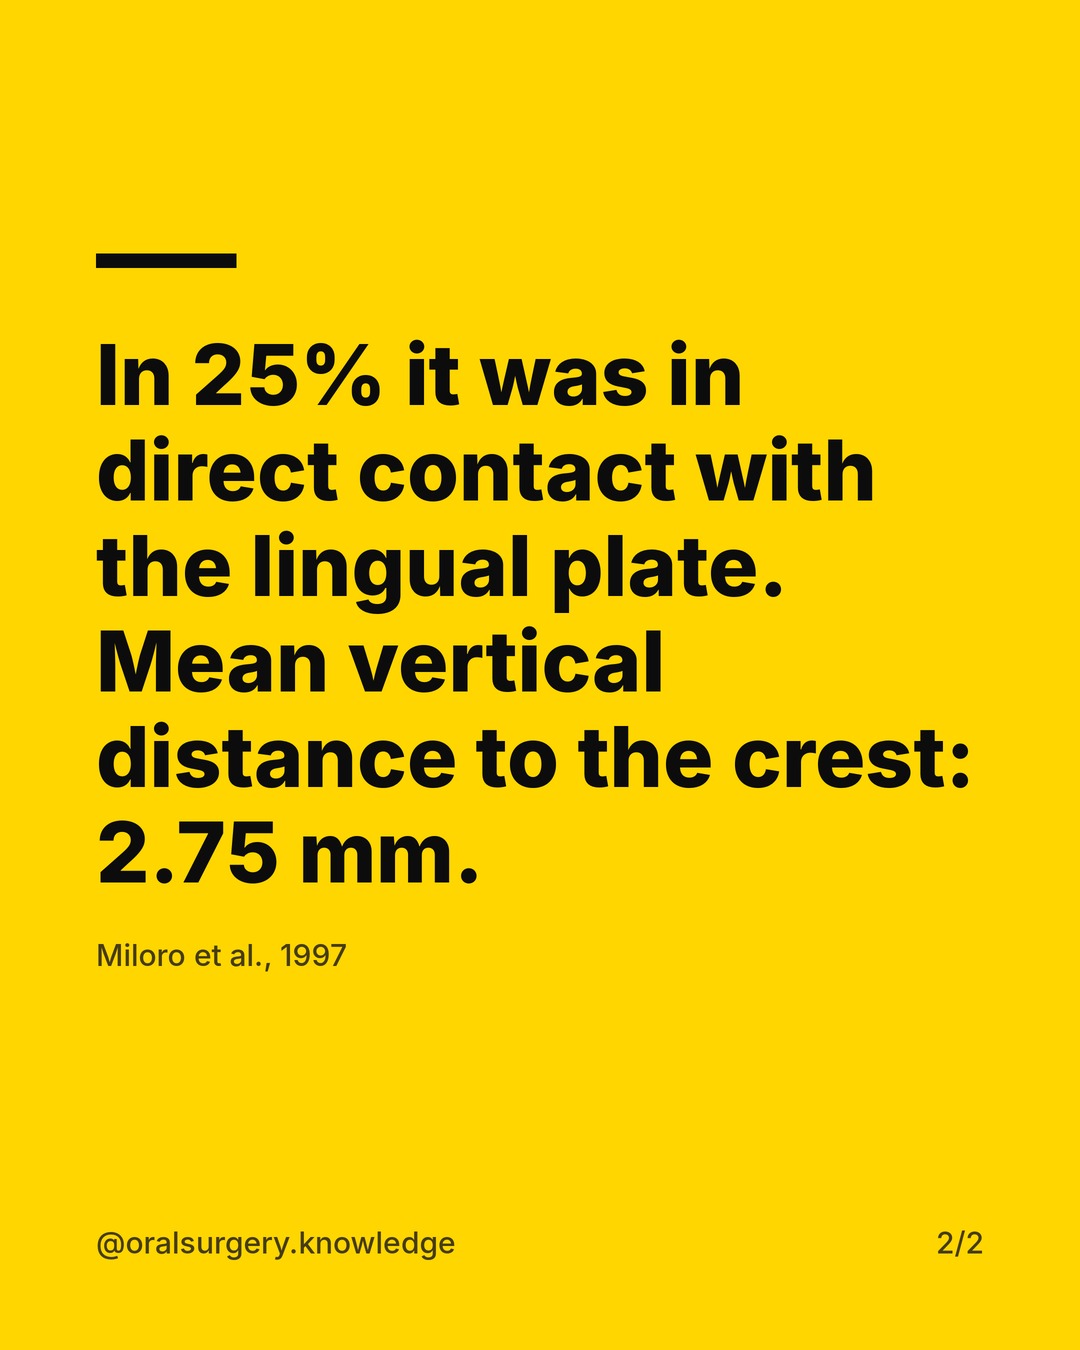 In 25% it was in
direct contact with
the lingual plate.
Mean vertical
distance to the crest:
2.75 mm.
Miloro et al., 1997
@oralsurgery.knowledge
2/2